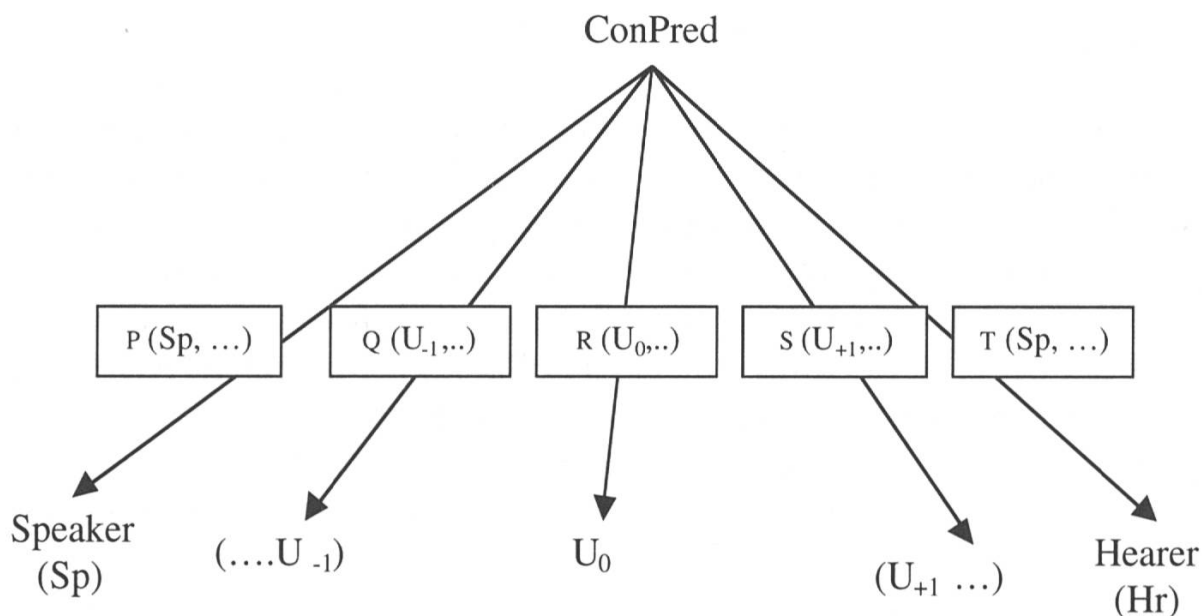 ConPred
P (Sp, …) Q (U-1,..) R (U0,..) S (U+1,..) T (Sp, …)
Speaker (….U -1) U0 (U+1 …) Hearer
(Sp) (Hr)